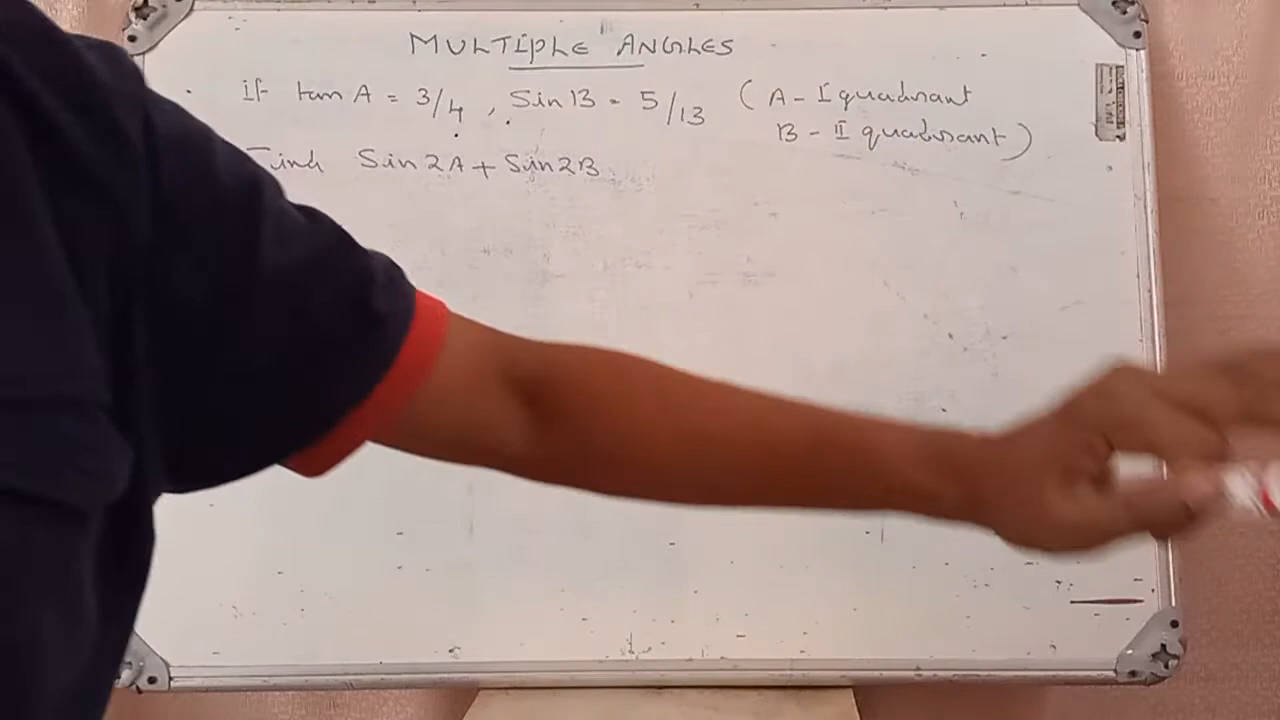 MULTIPLE ANGLES
If tan A = 3/4 , Sin B = 5/13 ( A - I quadrant
B - II quadrant )
Find Sin 2A + Sin 2B